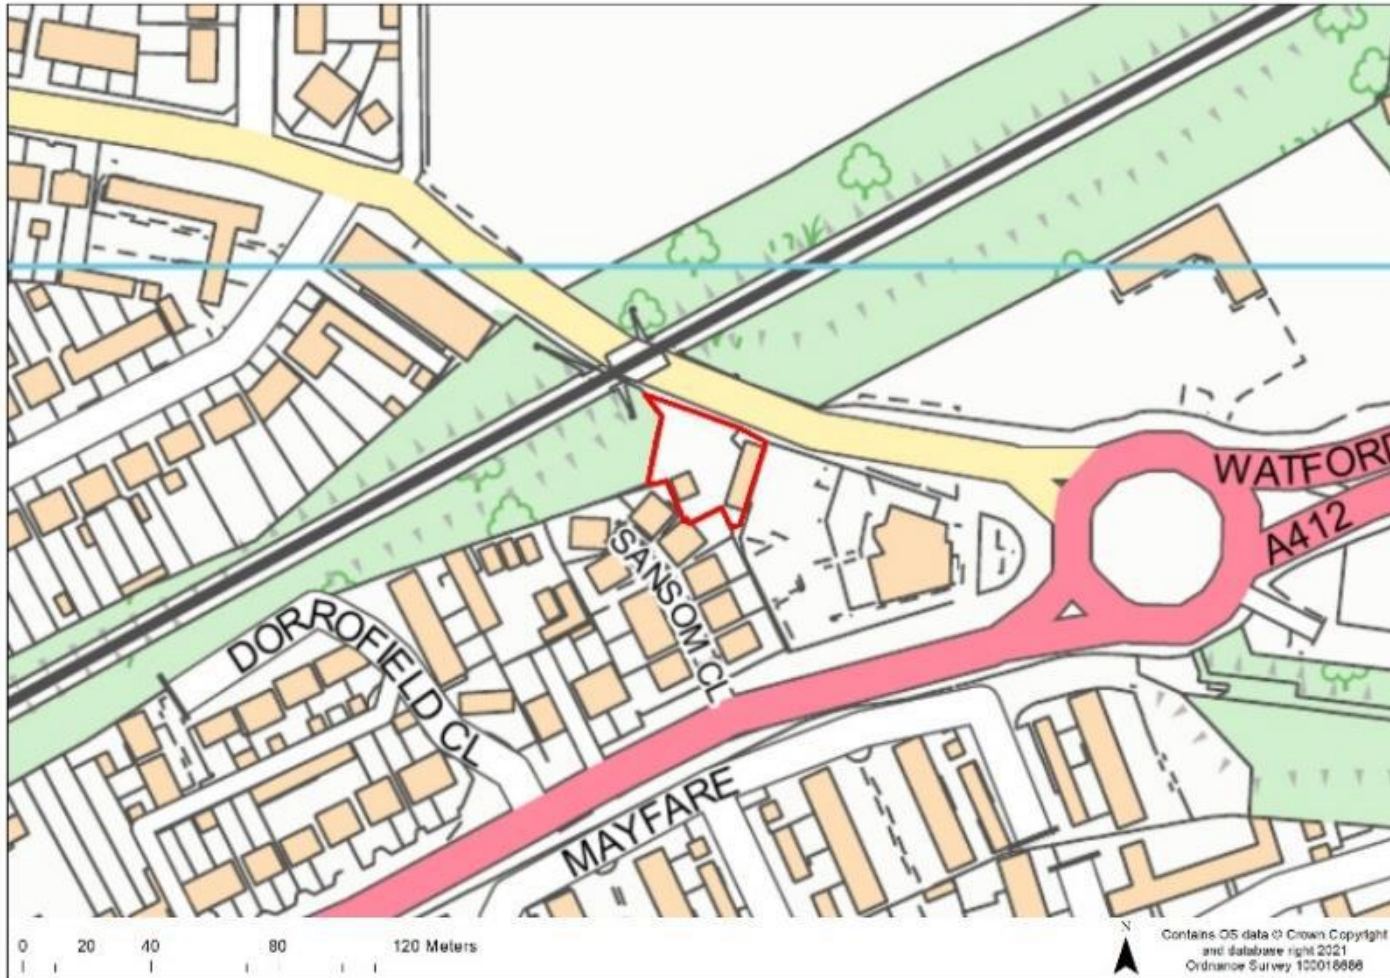 WATFORD
A412
SANSOM CL
DORROFIELD CL
MAYFARE
0 20 40 80 120 Meters
N
Contains OS data © Crown Copyright
and database right 2021
Ordnance Survey 100018686